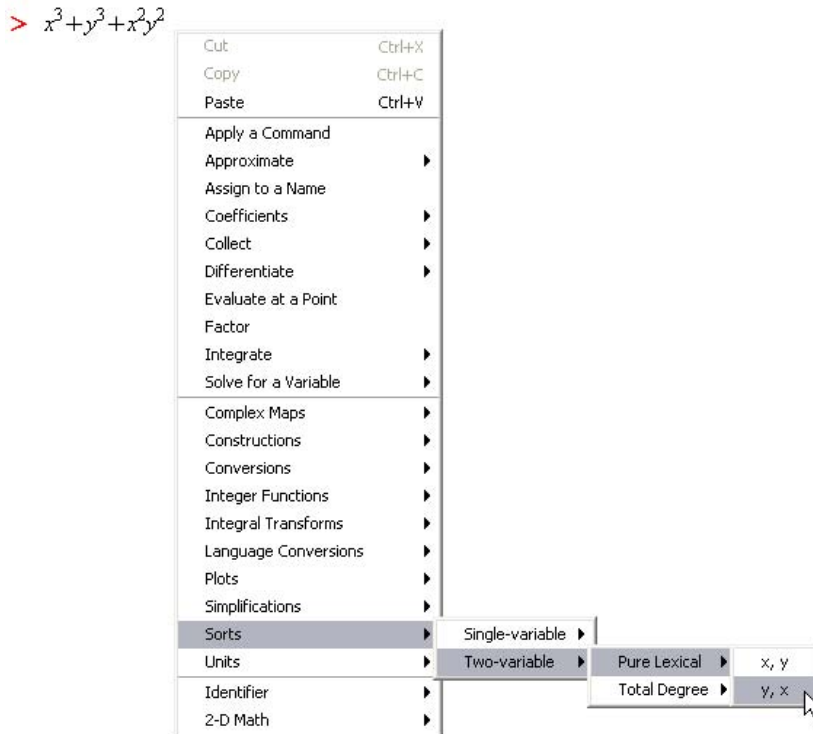 > x³+y³+x²y²
Cut Ctrl+X
Copy Ctrl+C
Paste Ctrl+V
Apply a Command
Approximate
Assign to a Name
Coefficients
Collect
Differentiate
Evaluate at a Point
Factor
Integrate
Solve for a Variable
Complex Maps
Constructions
Conversions
Integer Functions
Integral Transforms
Language Conversions
Plots
Simplifications
Sorts
Single-variable
Units
Two-variable
Pure Lexical
x, y
Identifier
Total Degree
y, x
2-D Math